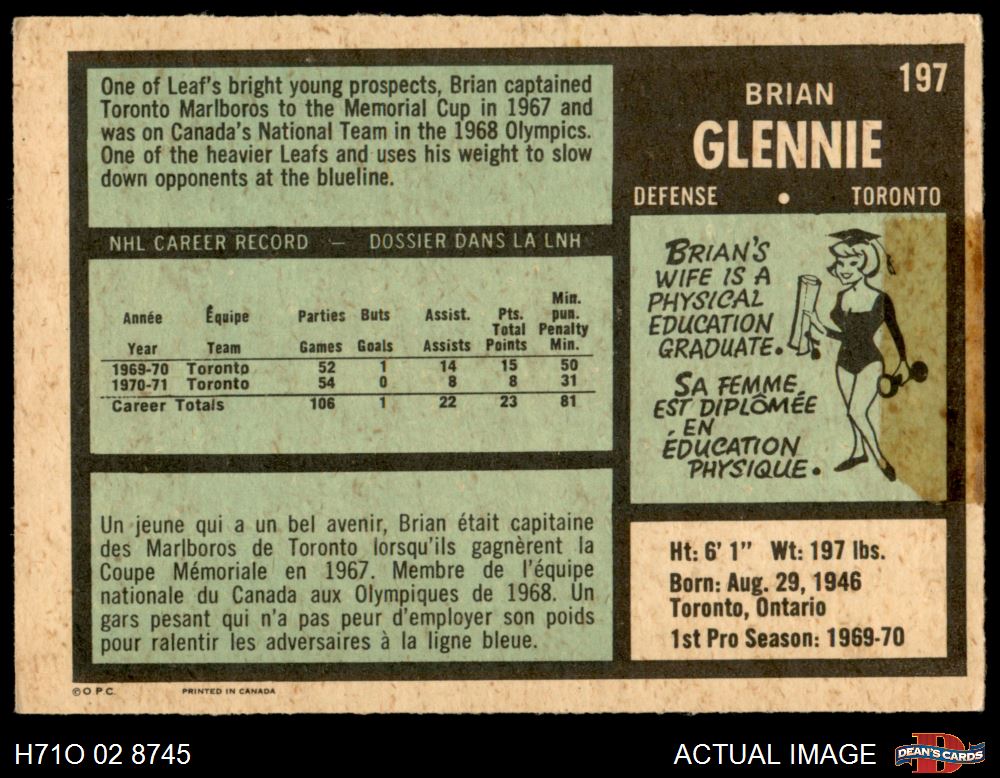 One of Leaf's bright young prospects, Brian captained
Toronto Marlboros to the Memorial Cup in 1967 and
was on Canada's National Team in the 1968 Olympics.
One of the heavier Leafs and uses his weight to slow
down opponents at the blueline.
197
BRIAN
GLENNIE
DEFENSE • TORONTO
NHL CAREER RECORD — DOSSIER DANS LA LNH
Année Équipe Parties Buts Assist. Pts. Total Min. pun. Penalty
Year Team Games Goals Assists Points Min.
1969-70 Toronto 52 1 14 15 50
1970-71 Toronto 54 0 8 8 31
Career Totals 106 1 22 23 81
BRIAN'S
WIFE IS A
PHYSICAL
EDUCATION
GRADUATE.
SA FEMME
EST DIPLÔMÉE
EN
ÉDUCATION
PHYSIQUE.
Un jeune qui a un bel avenir, Brian était capitaine
des Marlboros de Toronto lorsqu'ils gagnèrent la
Coupe Mémoriale en 1967. Membre de l'équipe
nationale du Canada aux Olympiques de 1968. Un
gars pesant qui n'a pas peur d'employer son poids
pour ralentir les adversaires à la ligne bleue.
Ht: 6' 1" Wt: 197 lbs.
Born: Aug. 29, 1946
Toronto, Ontario
1st Pro Season: 1969-70
© O P.C. PRINTED IN CANADA
H71O 02 8745
ACTUAL IMAGE
D
DEAN'S CARDS